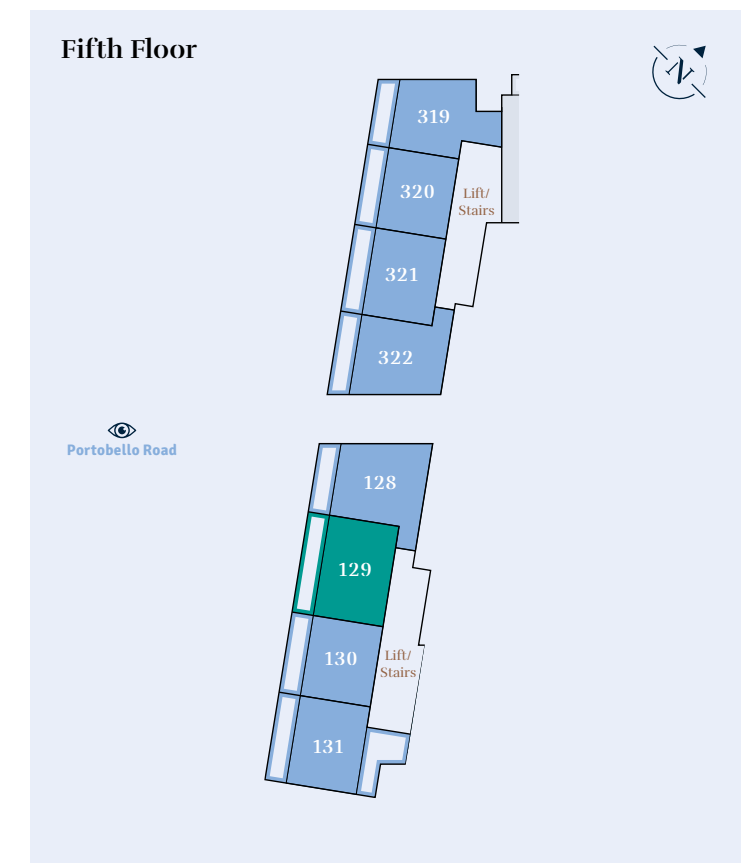 Fifth Floor
N
319
320
Lift/
Stairs
321
322
Portobello Road
128
129
130
Lift/
Stairs
131